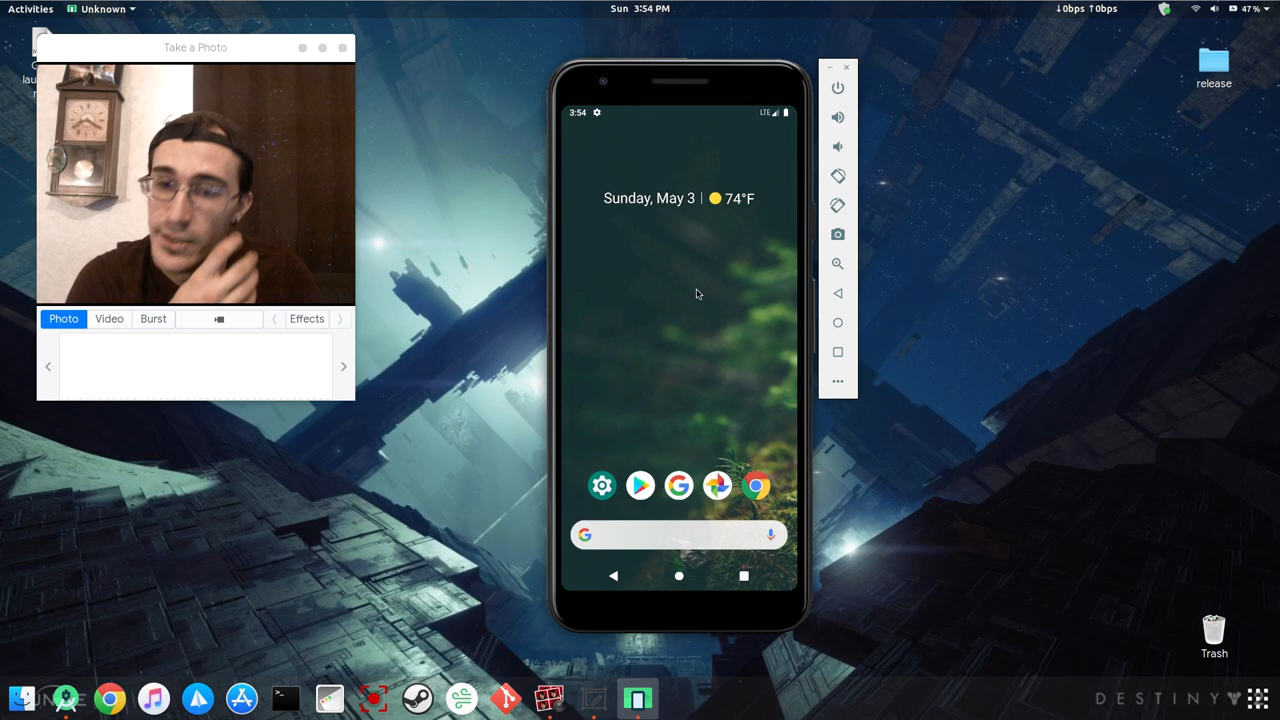 Activities
Unknown
Sun 3:54 PM
↓0bps ↑0bps
47%
Take a Photo
Photo
Video
Burst
Effects
3:54
LTE
Sunday, May 3 | 74°F
release
Trash
DESTINY